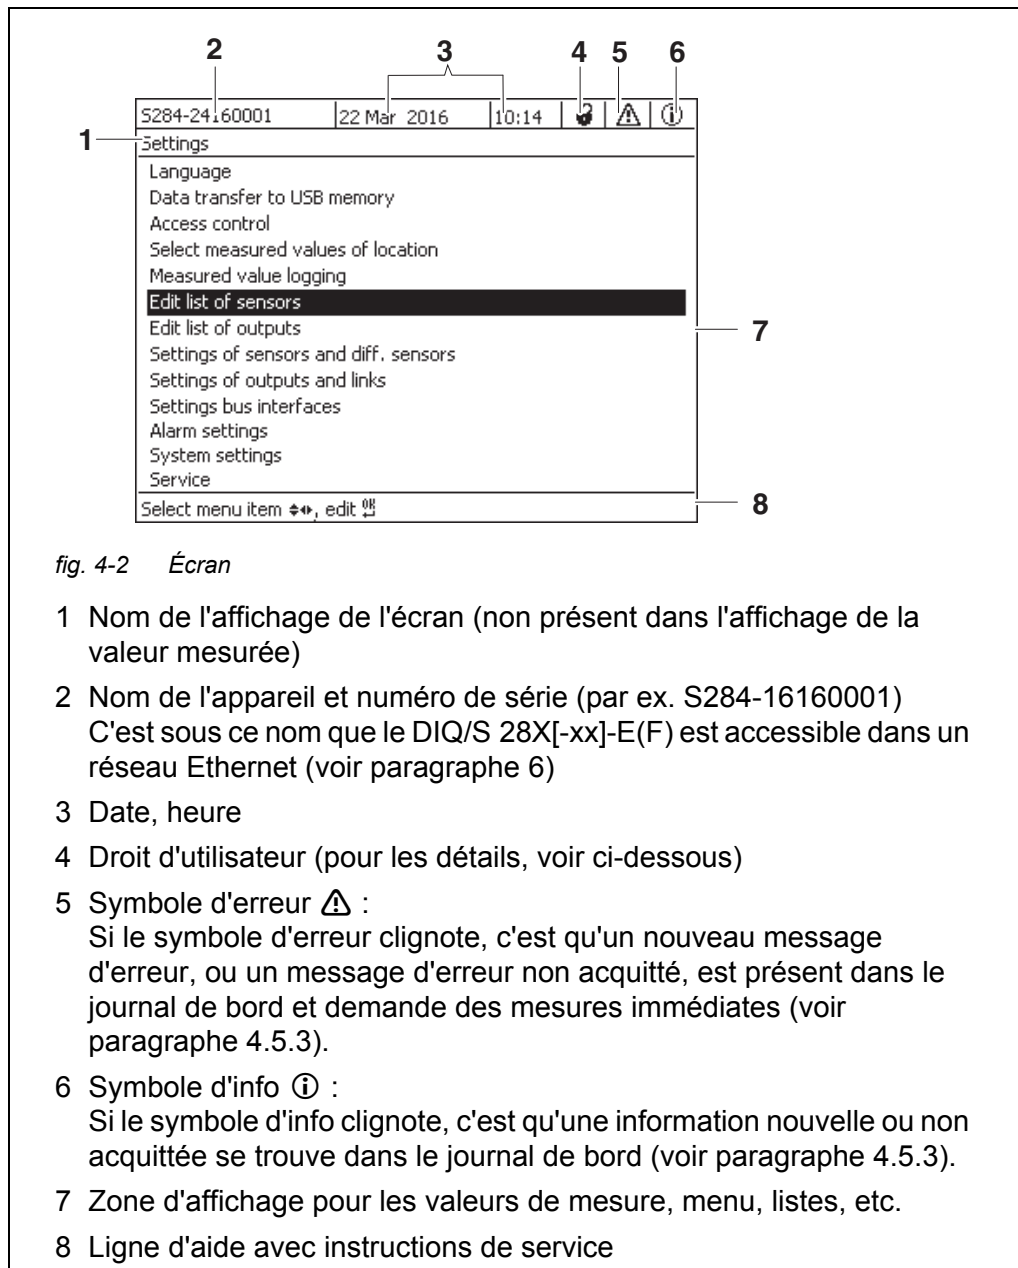 2 3 4 5 6
S284-24160001 22 Mar 2016 10:14
1 Settings
Language
Data transfer to USB memory
Access control
Select measured values of location
Measured value logging
Edit list of sensors
Edit list of outputs
7
Settings of sensors and diff. sensors
Settings of outputs and links
Settings bus interfaces
Alarm settings
System settings
Service
Select menu item, edit OK
8
fig. 4-2 Écran
1 Nom de l'affichage de l'écran (non présent dans l'affichage de la
valeur mesurée)
2 Nom de l'appareil et numéro de série (par ex. S284-16160001)
C'est sous ce nom que le DIQ/S 28X[-xx]-E(F) est accessible dans un
réseau Ethernet (voir paragraphe 6)
3 Date, heure
4 Droit d'utilisateur (pour les détails, voir ci-dessous)
5 Symbole d'erreur ⚠ :
Si le symbole d'erreur clignote, c'est qu'un nouveau message
d'erreur, ou un message d'erreur non acquitté, est présent dans le
journal de bord et demande des mesures immédiates (voir
paragraphe 4.5.3).
6 Symbole d'info ⓘ :
Si le symbole d'info clignote, c'est qu'une information nouvelle ou non
acquittée se trouve dans le journal de bord (voir paragraphe 4.5.3).
7 Zone d'affichage pour les valeurs de mesure, menu, listes, etc.
8 Ligne d'aide avec instructions de service